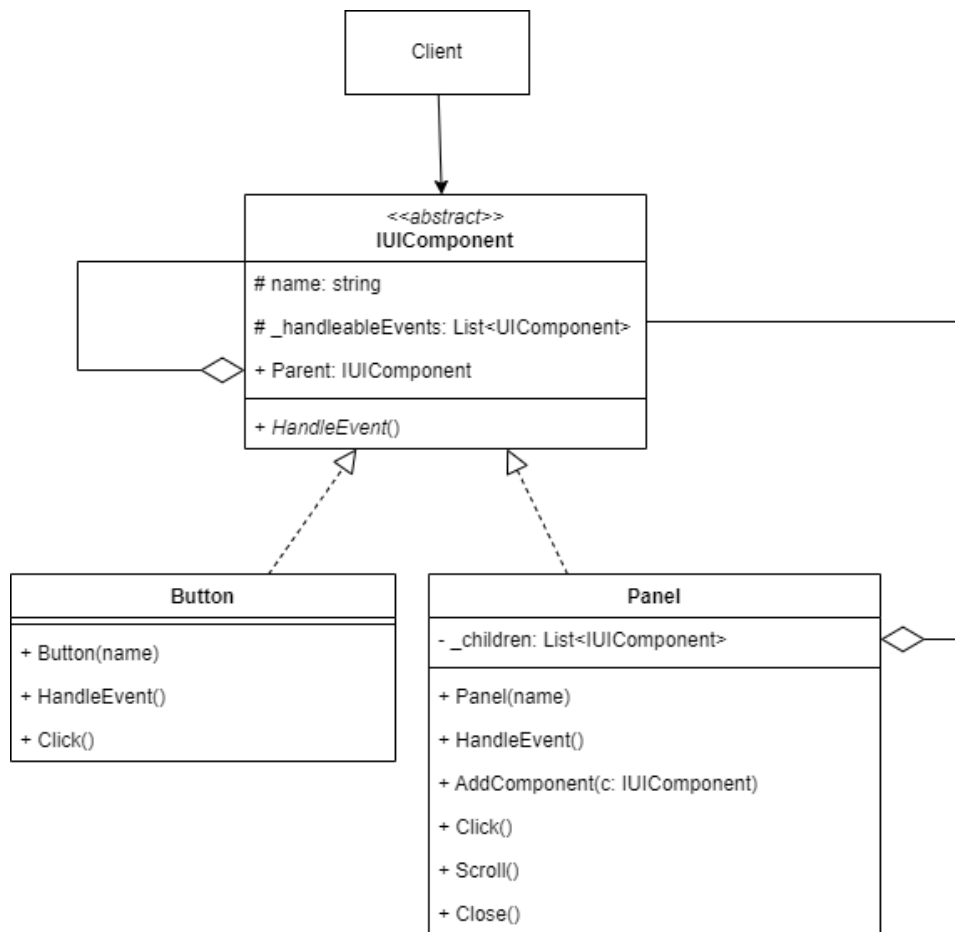 Client
<<abstract>>
IUIComponent
# name: string
# _handleableEvents: List<UIComponent>
+ Parent: IUIComponent
+ HandleEvent()
Button
+ Button(name)
+ HandleEvent()
+ Click()
Panel
- _children: List<IUIComponent>
+ Panel(name)
+ HandleEvent()
+ AddComponent(c: IUIComponent)
+ Click()
+ Scroll()
+ Close()